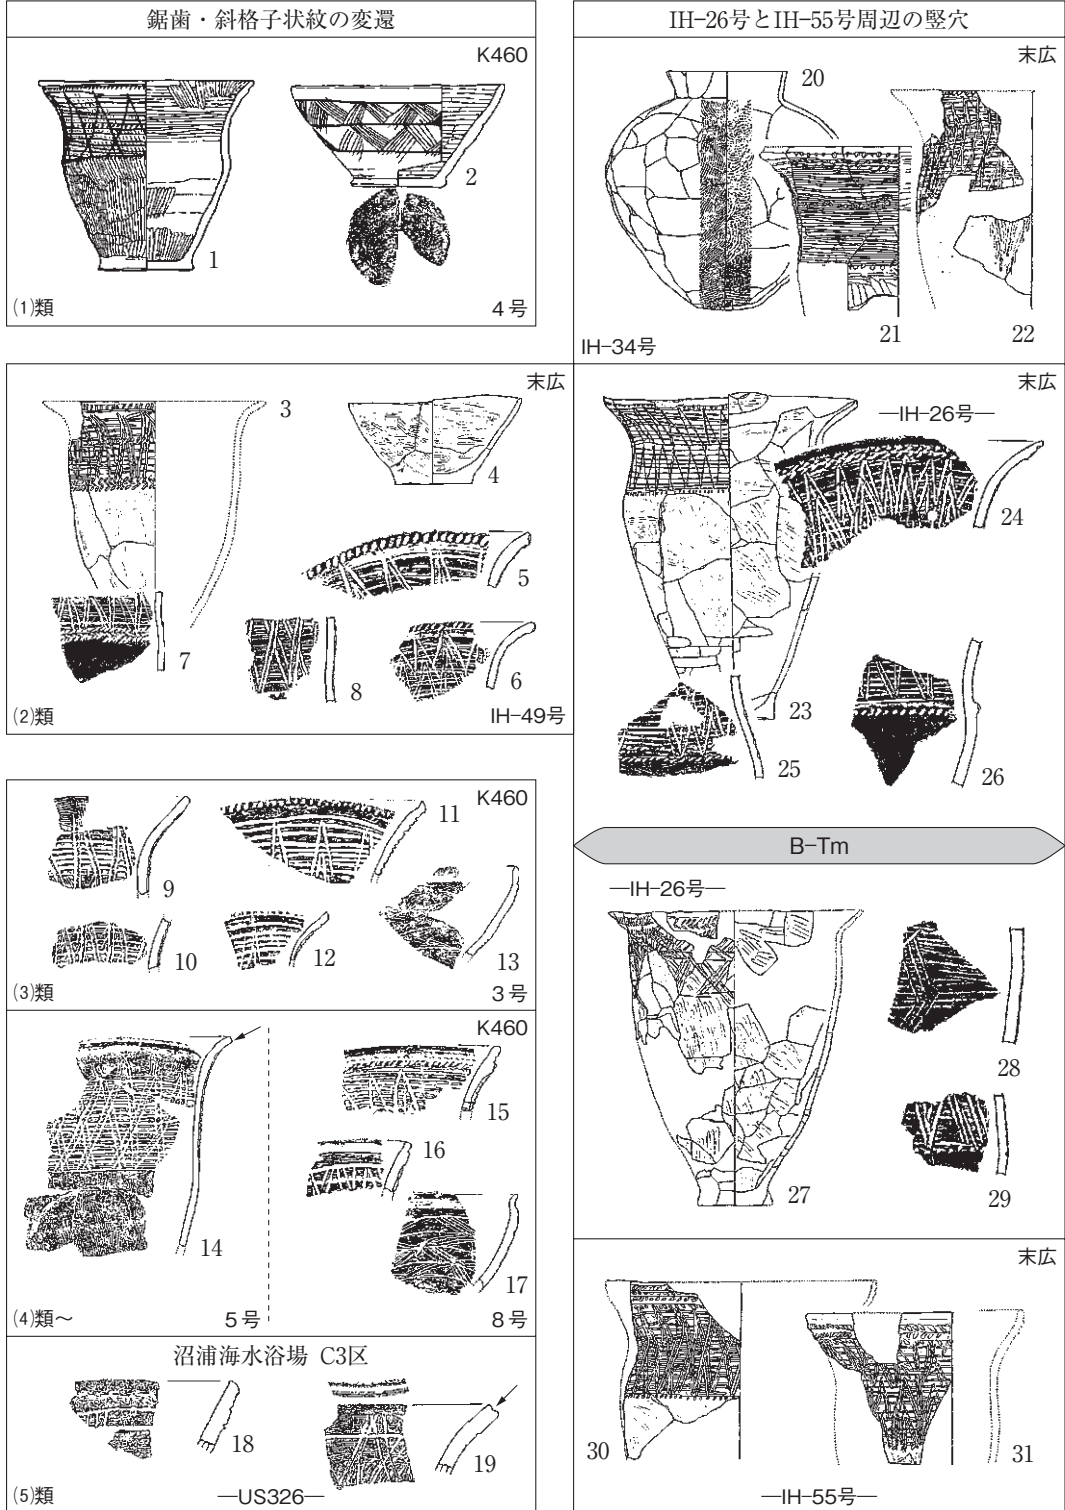 鋸歯・斜格子状紋の変還
K460
1
2
(1)類
4号
末広
3
4
5
6
7
8
(2)類
IH-49号
K460
9
10
11
12
13
(3)類
3号
K460
14
15
16
17
(4)類～
5号
8号
沼浦海水浴場 C3区
18
19
(5)類
—US326—
IH-26号とIH-55号周辺の竪穴
末広
20
21
22
IH-34号
末広
—IH-26号—
23
24
25
26
B-Tm
—IH-26号—
27
28
29
末広
30
31
—IH-55号—